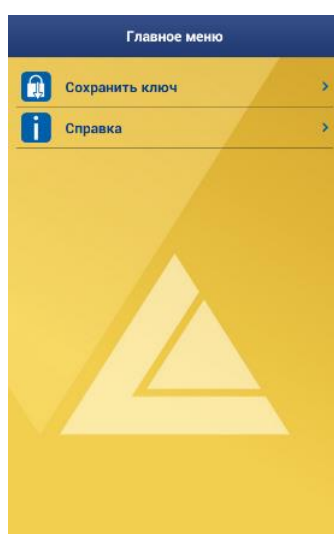 Главное меню
Сохранить ключ
Справка